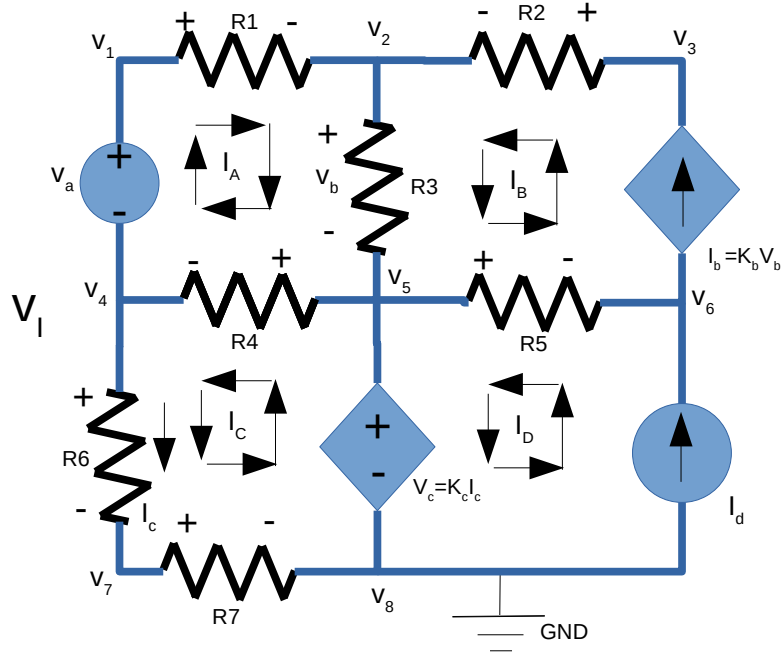 + R1 -
- R2 +
v1
v2
v3
va
+
-
IA
+
vb
-
R3
IB
Ib=KbVb
v4
- +
R4
v5
+ -
R5
v6
VI
+
R6
-
Ic
IC
+
-
Vc=KcIc
ID
Id
v7
+ -
R7
v8
GND